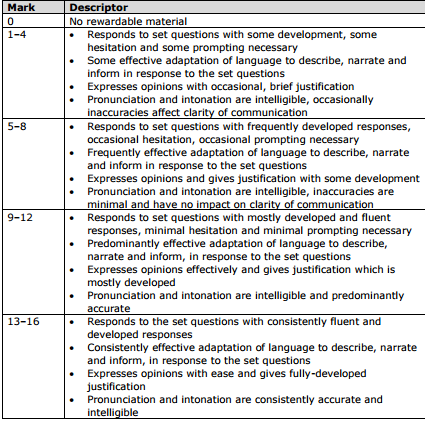 Mark Descriptor
0 No rewardable material
1–4 • Responds to set questions with some development, some
hesitation and some prompting necessary
• Some effective adaptation of language to describe, narrate and
inform in response to the set questions
• Expresses opinions with occasional, brief justification
• Pronunciation and intonation are intelligible, occasionally
inaccuracies affect clarity of communication
5–8 • Responds to set questions with frequently developed responses,
occasional hesitation, occasional prompting necessary
• Frequently effective adaptation of language to describe, narrate
and inform in response to the set questions
• Expresses opinions and gives justification with some development
• Pronunciation and intonation are intelligible, inaccuracies are
minimal and have no impact on clarity of communication
9–12 • Responds to set questions with mostly developed and fluent
responses, minimal hesitation and minimal prompting necessary
• Predominantly effective adaptation of language to describe,
narrate and inform, in response to the set questions
• Expresses opinions effectively and gives justification which is
mostly developed
• Pronunciation and intonation are intelligible and predominantly
accurate
13–16 • Responds to the set questions with consistently fluent and
developed responses
• Consistently effective adaptation of language to describe, narrate
and inform, in response to the set questions
• Expresses opinions with ease and gives fully-developed
justification
• Pronunciation and intonation are consistently accurate and
intelligible